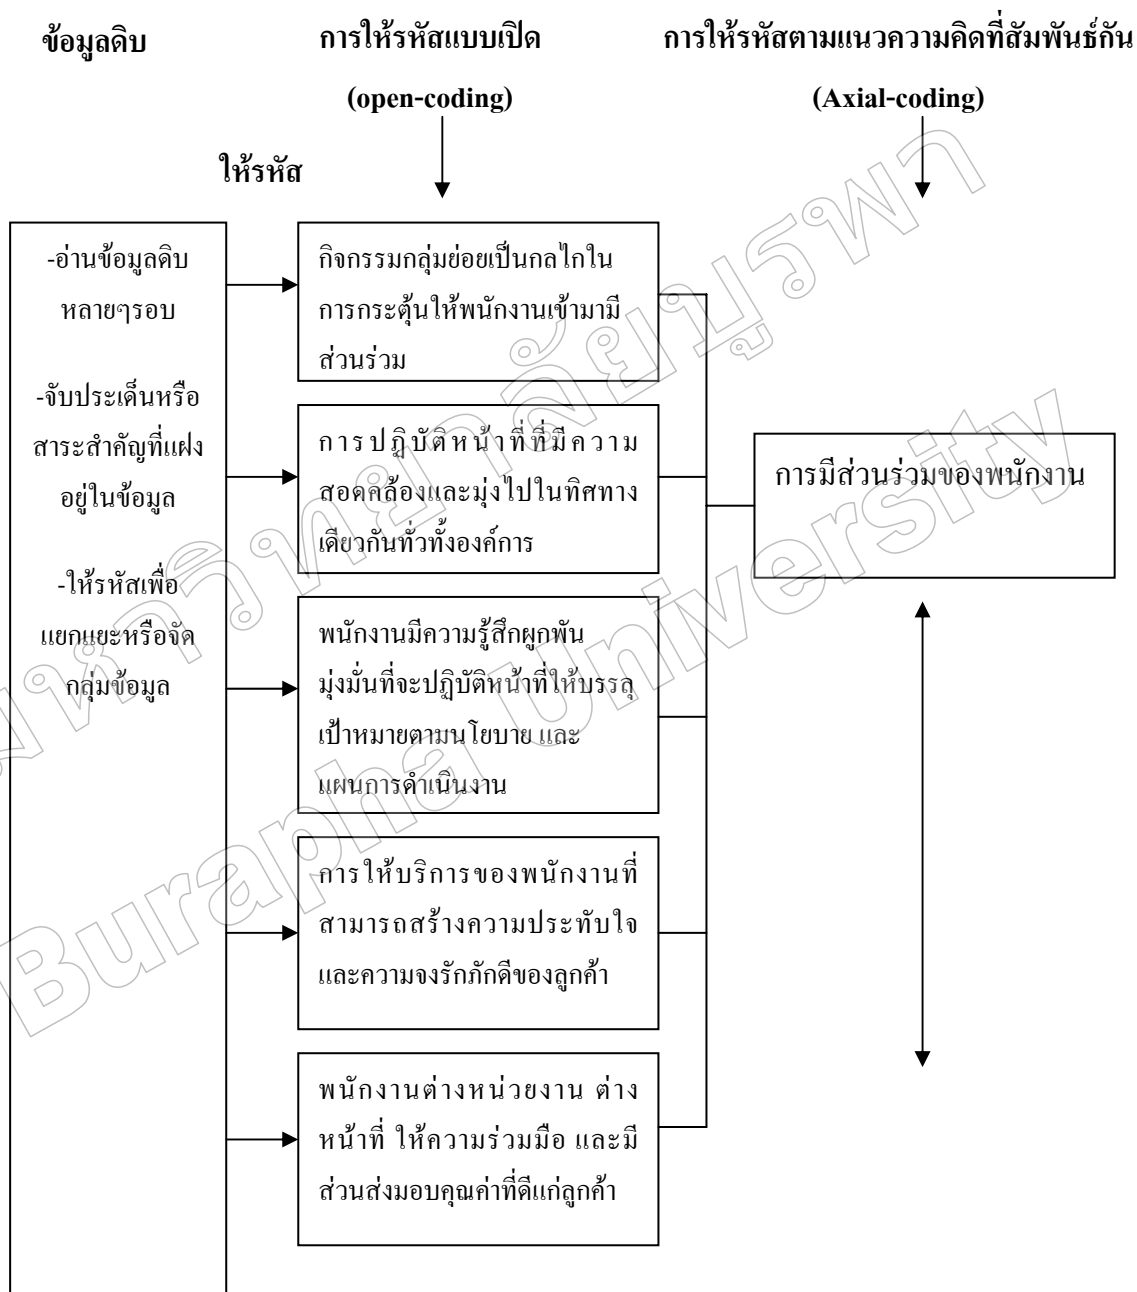 ข้อมูลดิบ
การให้รหัสแบบเปิด
(open-coding)
การให้รหัสตามแนวความคิดที่สัมพันธ์กัน
(Axial-coding)
ให้รหัส
-อ่านข้อมูลดิบ
หลายๆรอบ
-จับประเด็นหรือ
สาระสำคัญที่แฝง
อยู่ในข้อมูล
-ให้รหัสเพื่อ
แยกแยะหรือจัด
กลุ่มข้อมูล
กิจกรรมกลุ่มย่อยเป็นกลไกใน
การกระตุ้นให้พนักงานเข้ามามี
ส่วนร่วม
การปฏิบัติหน้าที่ที่มีความ
สอดคล้องและมุ่งไปในทิศทาง
เดียวกันทั่วทั้งองค์การ
พนักงานมีความรู้สึกผูกพัน
มุ่งมั่นที่จะปฏิบัติหน้าที่ให้บรรลุ
เป้าหมายตามนโยบาย และ
แผนการดำเนินงาน
การให้บริการของพนักงานที่
สามารถสร้างความประทับใจ
และความจงรักภักดีของลูกค้า
พนักงานต่างหน่วยงาน ต่าง
หน้าที่ ให้ความร่วมมือ และมี
ส่วนส่งมอบคุณค่าที่ดีแก่ลูกค้า
การมีส่วนร่วมของพนักงาน
มหาวิทยาลัยบูรพา
Burapha University